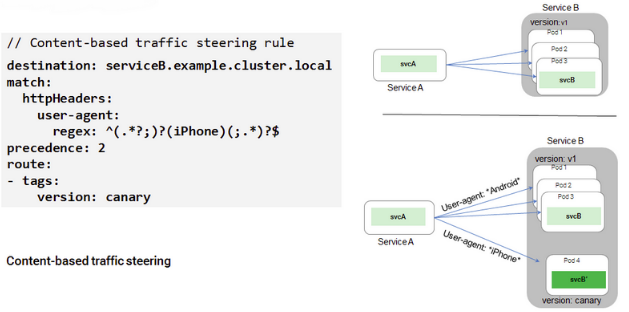 // Content-based traffic steering rule
destination: serviceB.example.cluster.local
match:
  httpHeaders:
    user-agent:
      regex: ^(.*?;)?(iPhone)(;.*)?$
precedence: 2
route:
- tags:
    version: canary
Content-based traffic steering
Service B
version: v1
Pod 1
Pod 2
Pod 3
svcB
svcA
Service A
Service B
version: v1
Pod 1
Pod 2
Pod 3
svcB
User-agent: *Android*
svcA
Service A
User-agent: *iPhone*
Pod 4
svcB'
version: canary